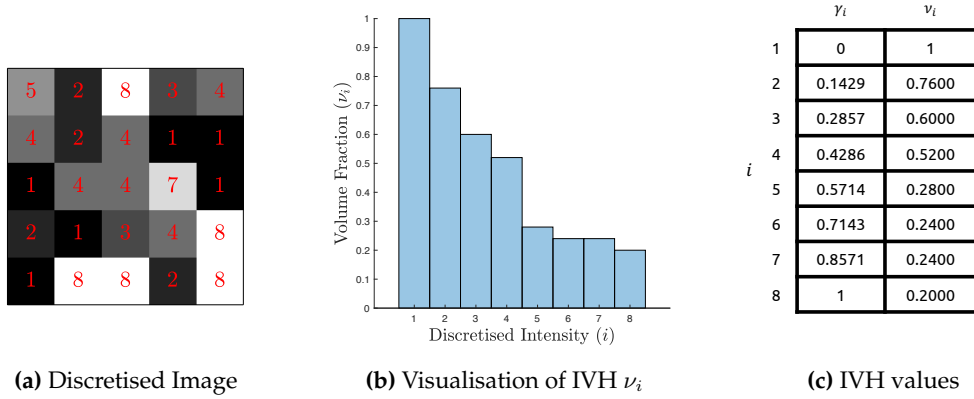 5 2 8 3 4
4 2 4 1 1
1 4 4 7 1
2 1 3 4 8
1 8 8 2 8
(a) Discretised Image
Volume Fraction (νᵢ)
1
0.9
0.8
0.7
0.6
0.5
0.4
0.3
0.2
0.1
0
1 2 3 4 5 6 7 8
Discretised Intensity (i)
(b) Visualisation of IVH νᵢ
γᵢ νᵢ
1 0 1
2 0.1429 0.7600
3 0.2857 0.6000
4 0.4286 0.5200
i
5 0.5714 0.2800
6 0.7143 0.2400
7 0.8571 0.2400
8 1 0.2000
(c) IVH values